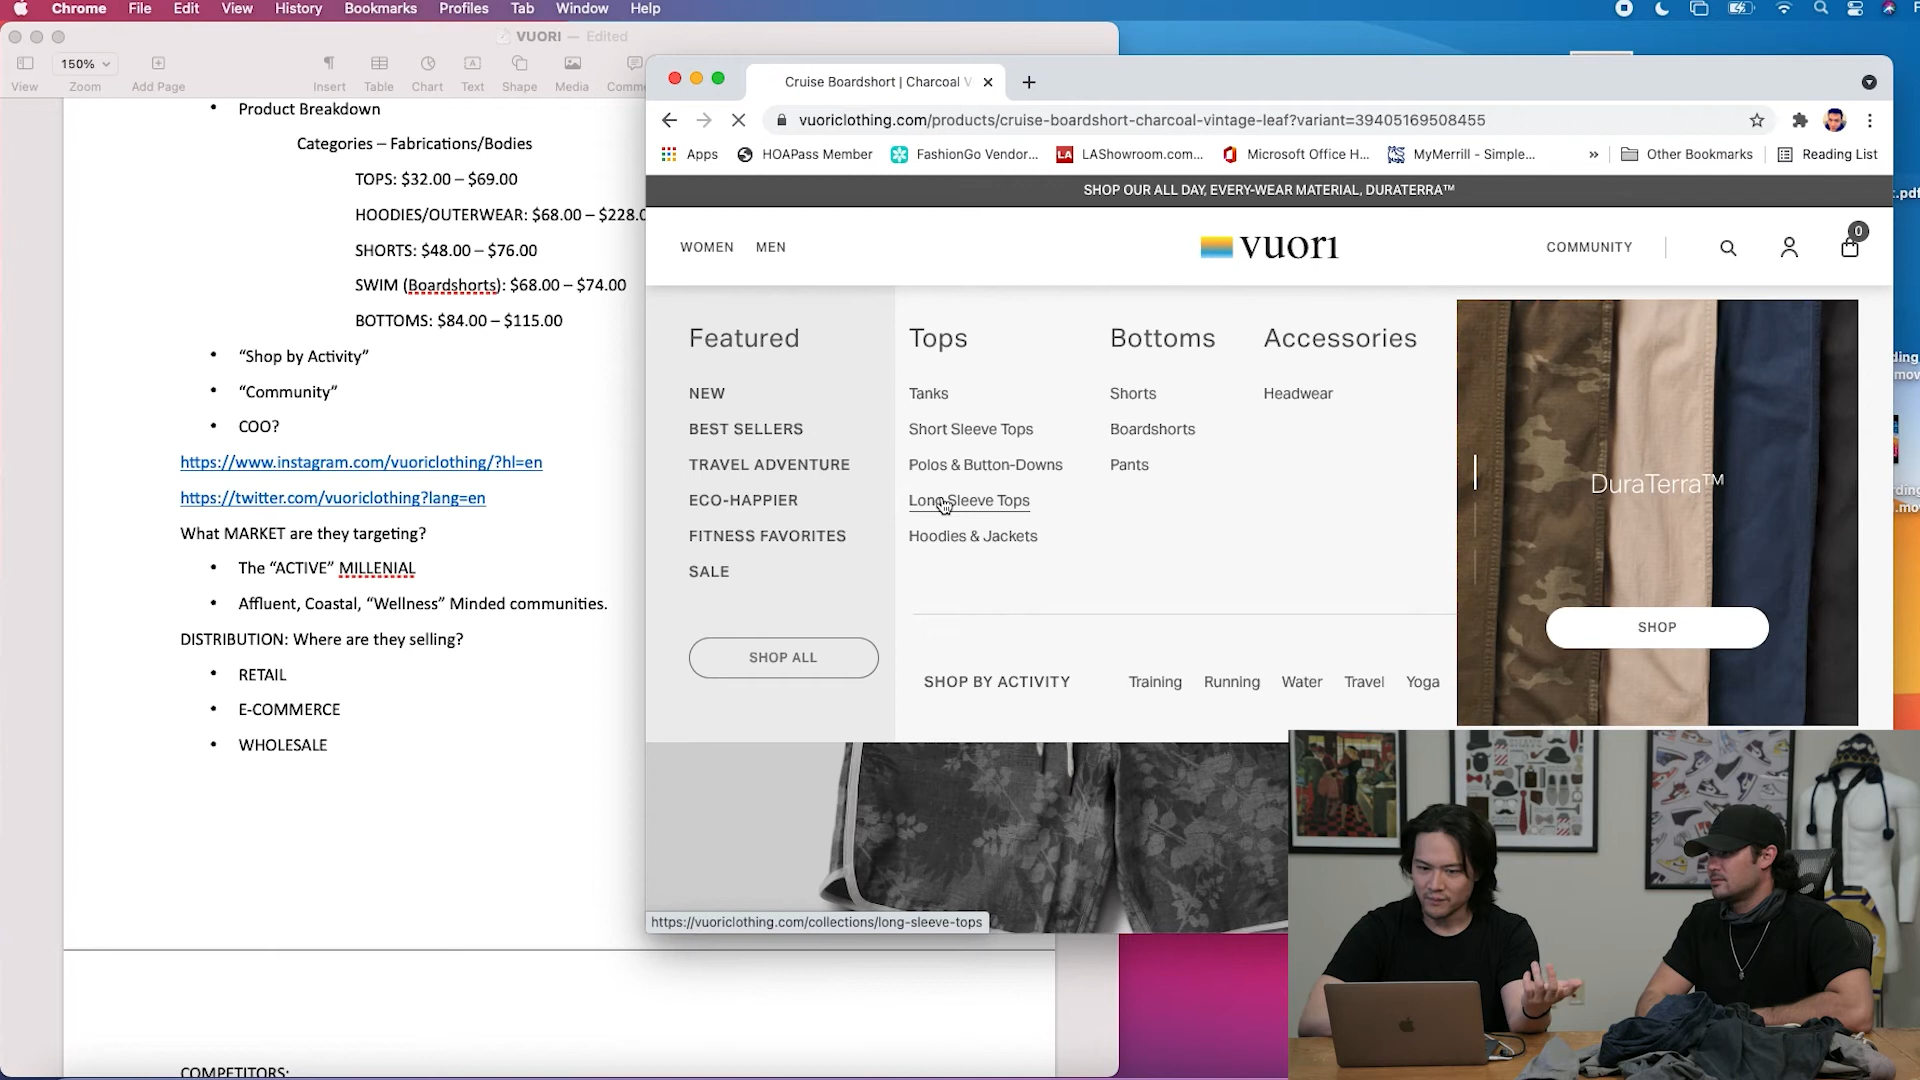 Chrome File Edit View History Bookmarks Profiles Tab Window Help
VUORI — Edited
150%
View Zoom Add Page Insert Table Chart Text Shape Media
• Product Breakdown
Categories – Fabrications/Bodies
TOPS: $32.00 – $69.00
HOODIES/OUTERWEAR: $68.00 – $228.0
SHORTS: $48.00 – $76.00
SWIM (Boardshorts): $68.00 – $74.00
BOTTOMS: $84.00 – $115.00
• “Shop by Activity”
• “Community”
• COO?
https://www.instagram.com/vuoriclothing/?hl=en
https://twitter.com/vuoriclothing?lang=en
What MARKET are they targeting?
• The “ACTIVE” MILLENIAL
• Affluent, Coastal, “Wellness” Minded communities.
DISTRIBUTION: Where are they selling?
• RETAIL
• E-COMMERCE
• WHOLESALE
COMPETITORS:
Cruise Boardshort | Charcoal V
vuoriclothing.com/products/cruise-boardshort-charcoal-vintage-leaf?variant=39405169508455
Apps HOAPass Member FashionGo Vendor... LA LAShowroom.com... Microsoft Office H... MyMerrill - Simple... » Other Bookmarks Reading List
SHOP OUR ALL DAY, EVERY-WEAR MATERIAL, DURATERRA™
WOMEN MEN vuori COMMUNITY 0
Featured
NEW
BEST SELLERS
TRAVEL ADVENTURE
ECO-HAPPIER
FITNESS FAVORITES
SALE
SHOP ALL
Tops
Tanks
Short Sleeve Tops
Polos & Button-Downs
Long Sleeve Tops
Hoodies & Jackets
Bottoms
Shorts
Boardshorts
Pants
Accessories
Headwear
SHOP BY ACTIVITY Training Running Water Travel Yoga
DuraTerra™
SHOP
https://vuoriclothing.com/collections/long-sleeve-tops
.pdf